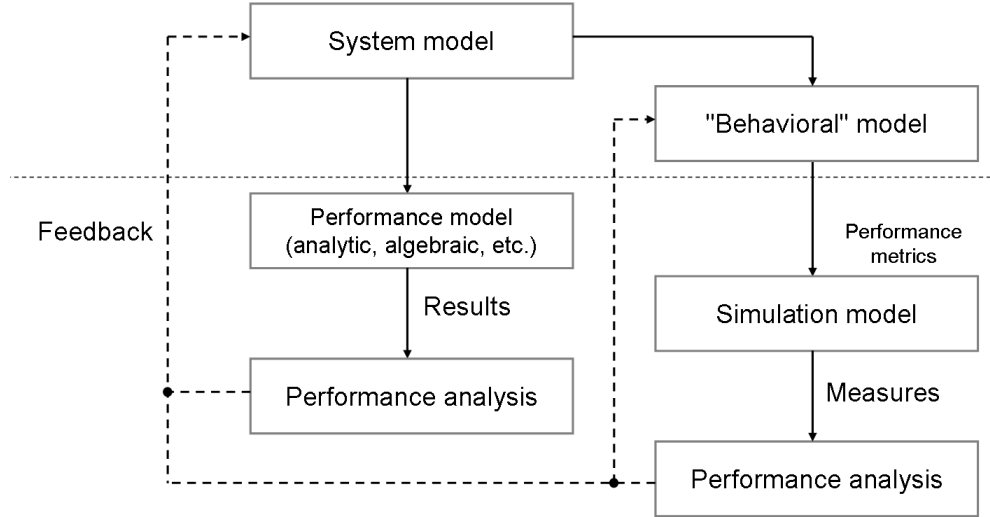 System model
"Behavioral" model
Feedback
Performance model
(analytic, algebraic, etc.)
Performance
metrics
Results
Simulation model
Performance analysis
Measures
Performance analysis